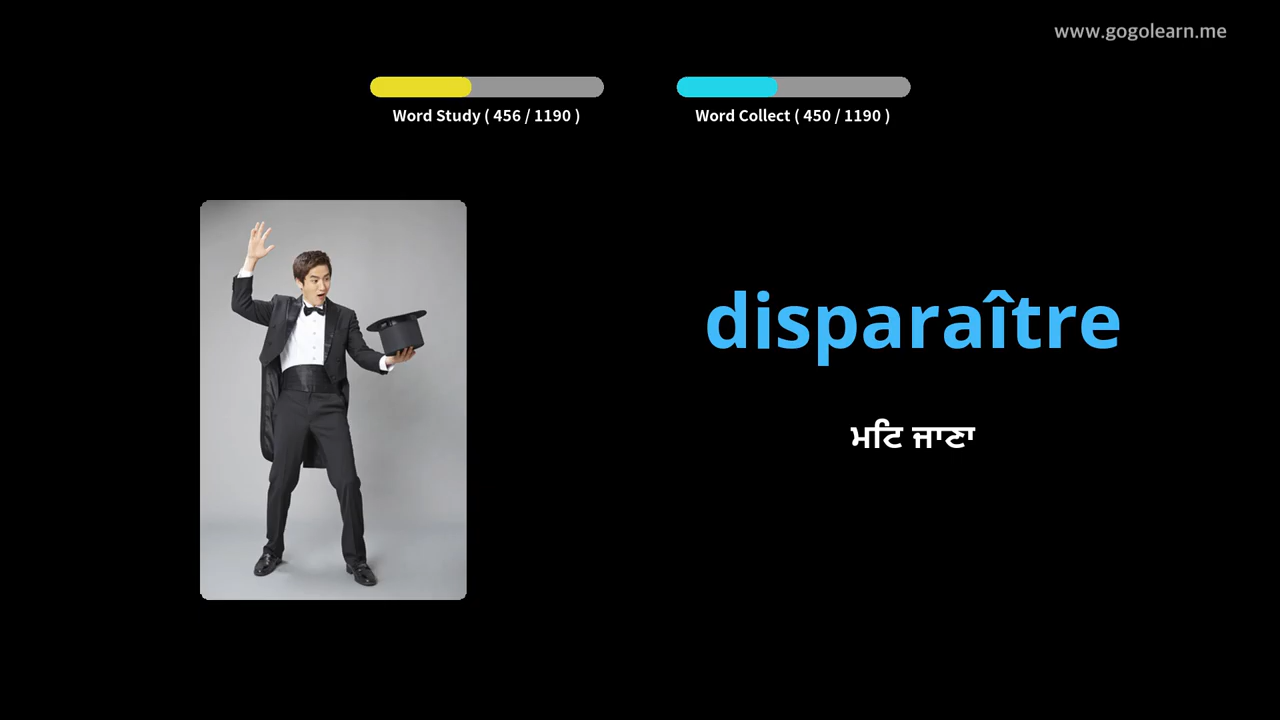 www.gogolearn.me
Word Study ( 456 / 1190 )
Word Collect ( 450 / 1190 )
disparaître
ਮਟਿ ਜਾਣਾ